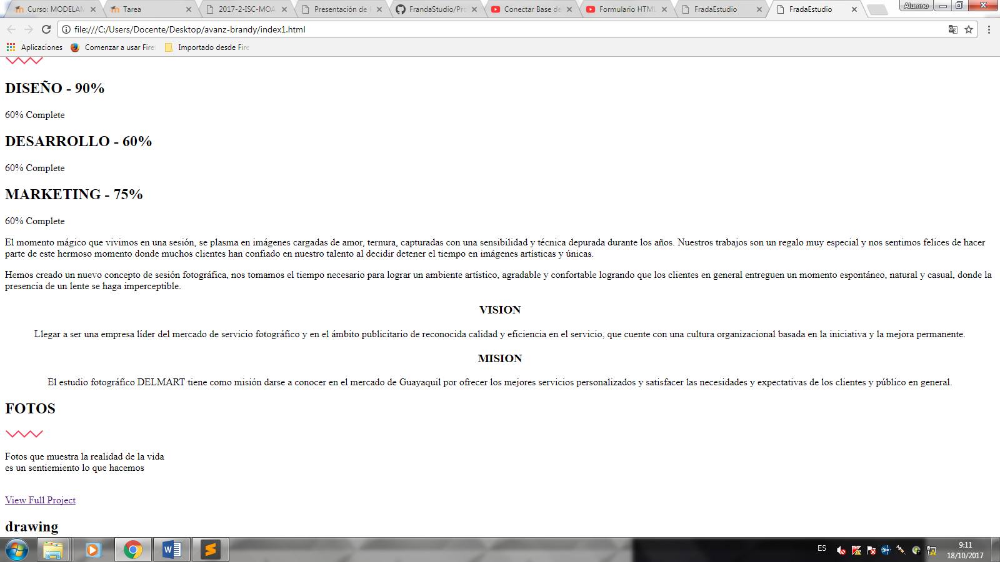 Curso: MODELAM
Tarea
2017-2-ISC-MOA
Presentación de
FrandaStudio/Pro
Conectar Base de
Formulario HTML
FradaEstudio
FradaEstudio
Alumno
file:///C:/Users/Docente/Desktop/avanz-brandy/index1.html
Aplicaciones
Comenzar a usar Fire
Importado desde Fire
DISEÑO - 90%
60% Complete
DESARROLLO - 60%
60% Complete
MARKETING - 75%
60% Complete
El momento mágico que vivimos en una sesión, se plasma en imágenes cargadas de amor, ternura, capturadas con una sensibilidad y técnica depurada durante los años. Nuestros trabajos son un regalo muy especial y nos sentimos felices de hacer
parte de este hermoso momento donde muchos clientes han confiado en nuestro talento al decidir detener el tiempo en imágenes artísticas y únicas.
Hemos creado un nuevo concepto de sesión fotográfica, nos tomamos el tiempo necesario para lograr un ambiente artístico, agradable y confortable logrando que los clientes en general entreguen un momento espontáneo, natural y casual, donde la
presencia de un lente se haga imperceptible.
VISION
Llegar a ser una empresa líder del mercado de servicio fotográfico y en el ámbito publicitario de reconocida calidad y eficiencia en el servicio, que cuente con una cultura organizacional basada en la iniciativa y la mejora permanente.
MISION
El estudio fotográfico DELMART tiene como misión darse a conocer en el mercado de Guayaquil por ofrecer los mejores servicios personalizados y satisfacer las necesidades y expectativas de los clientes y público en general.
FOTOS
Fotos que muestra la realidad de la vida
es un sentiemiento lo que hacemos
View Full Project
drawing
ES
9:11
18/10/2017